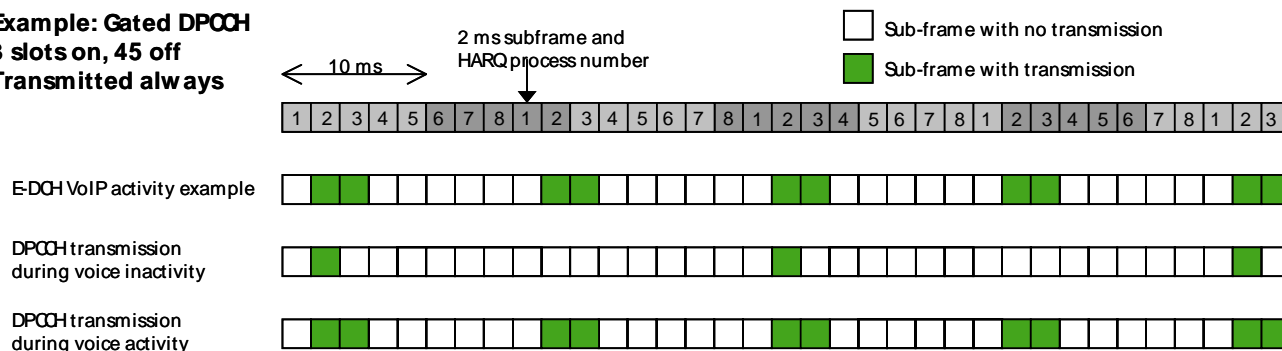 Example: Gated DPCCH
3 slots on, 45 off
Transmitted always
10 ms
2 ms subframe and
HARQ process number
Sub-frame with no transmission
Sub-frame with transmission
1 2 3 4 5 6 7 8 1 2 3 4 5 6 7 8 1 2 3 4 5 6 7 8 1 2 3 4 5 6 7 8 1 2 3
E-DCH VoIP activity example
DPCCH transmission
during voice inactivity
DPCCH transmission
during voice activity